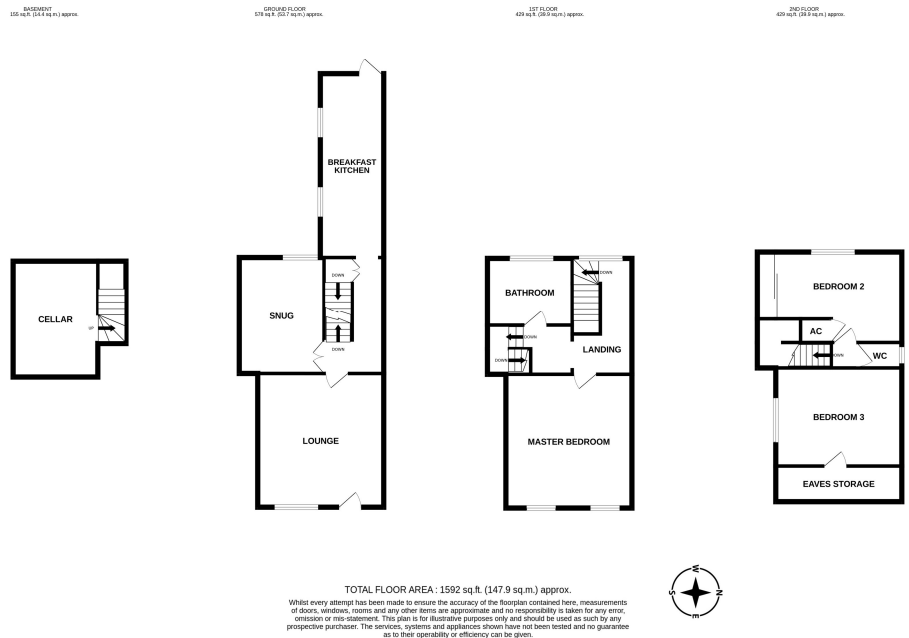 BASEMENT
155 sq.ft. (14.4 sq.m.) approx.
GROUND FLOOR
578 sq.ft. (53.7 sq.m.) approx.
1ST FLOOR
429 sq.ft. (39.9 sq.m.) approx.
2ND FLOOR
429 sq.ft. (39.9 sq.m.) approx.
CELLAR
UP
BREAKFAST
KITCHEN
DOWN
SNUG
DOWN
LOUNGE
DOWN
BATHROOM
DOWN
LANDING
DOWN
MASTER BEDROOM
BEDROOM 2
AC
DOWN
WC
BEDROOM 3
EAVES STORAGE
TOTAL FLOOR AREA : 1592 sq.ft. (147.9 sq.m.) approx.
Whilst every attempt has been made to ensure the accuracy of the floorplan contained here, measurements
of doors, windows, rooms and any other items are approximate and no responsibility is taken for any error,
omission or mis-statement. This plan is for illustrative purposes only and should be used as such by any
prospective purchaser. The services, systems and appliances shown have not been tested and no guarantee
as to their operability or efficiency can be given.
W
N
S
E